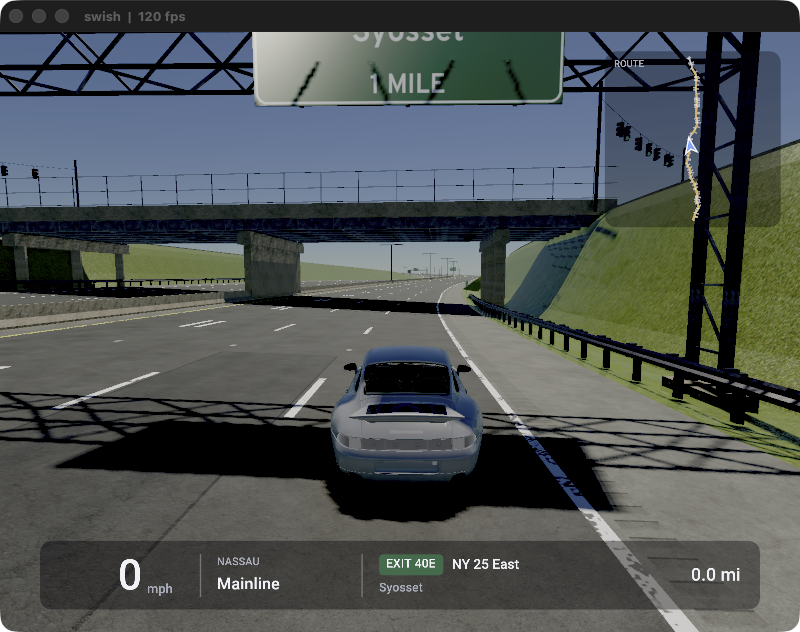 swish | 120 fps
Syosset
1 MILE
ROUTE
0 mph
NASSAU
Mainline
EXIT 40E NY 25 East
Syosset
0.0 mi